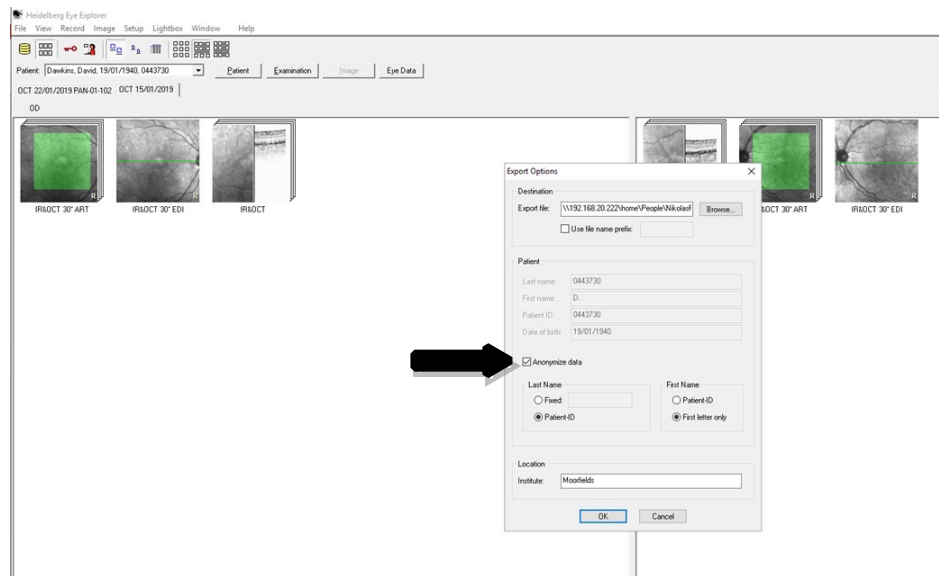 Heidelberg Eye Explorer
File View Record Image Setup Lightbox Window Help
Patient: Dawkins, David, 19/01/1940, 0443730 Patient Examination Image Eye Data
OCT 22/01/2019 PAN-01-102 OCT 15/01/2019
OD
R R
IR&OCT 30° ART IR&OCT 30° EDI IR&OCT
OCT 30° ART IR&OCT 30° EDI
Export Options
Destination
Export file: \\192.168.20.222\home\People\NikolasF Browse...
Use file name prefix:
Patient
Last name: 0443730
First name: D.
Patient ID: 0443730
Date of birth: 19/01/1940
Anonymize data
Last Name First Name
Fixed: Patient-ID
Patient-ID First letter only
Location
Institute: Moorfields
OK Cancel